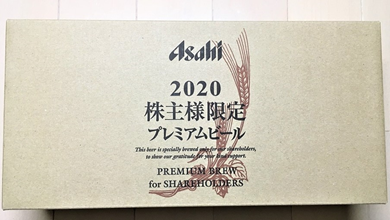 Asahi
2020
株主様限定
プレミアムビール
This beer is specially brewed only for our shareholders,
to show our gratitude for your kind support.
PREMIUM BREW
for SHAREHOLDERS